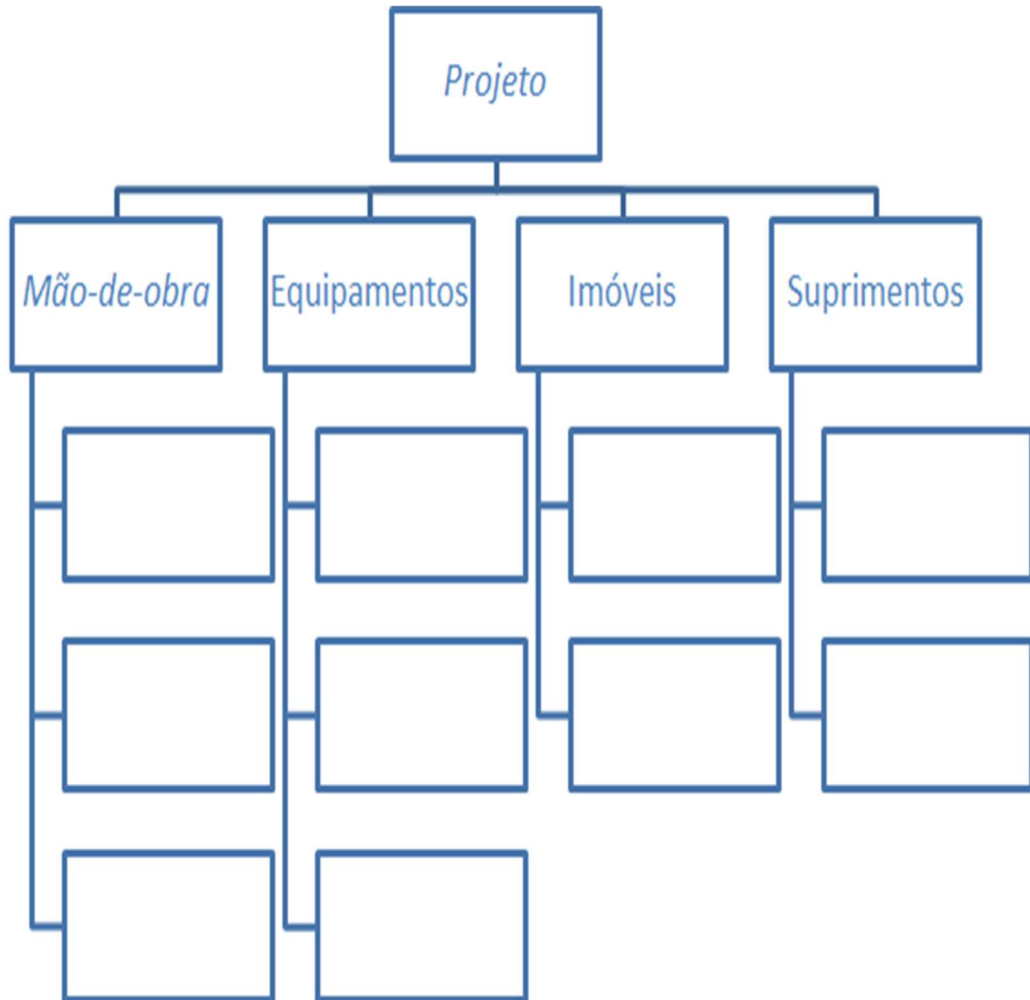 Projeto
Mão-de-obra
Equipamentos
Imóveis
Suprimentos